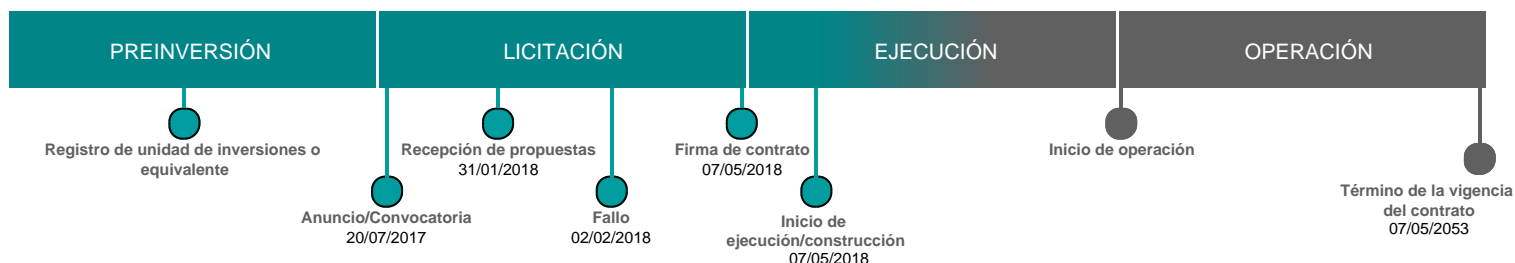 PREINVERSIÓN
LICITACIÓN
EJECUCIÓN
OPERACIÓN
Registro de unidad de inversiones o
equivalente
Anuncio/Convocatoria
20/07/2017
Recepción de propuestas
31/01/2018
Fallo
02/02/2018
Firma de contrato
07/05/2018
Inicio de
ejecución/construcción
07/05/2018
Inicio de operación
Término de la vigencia
del contrato
07/05/2053